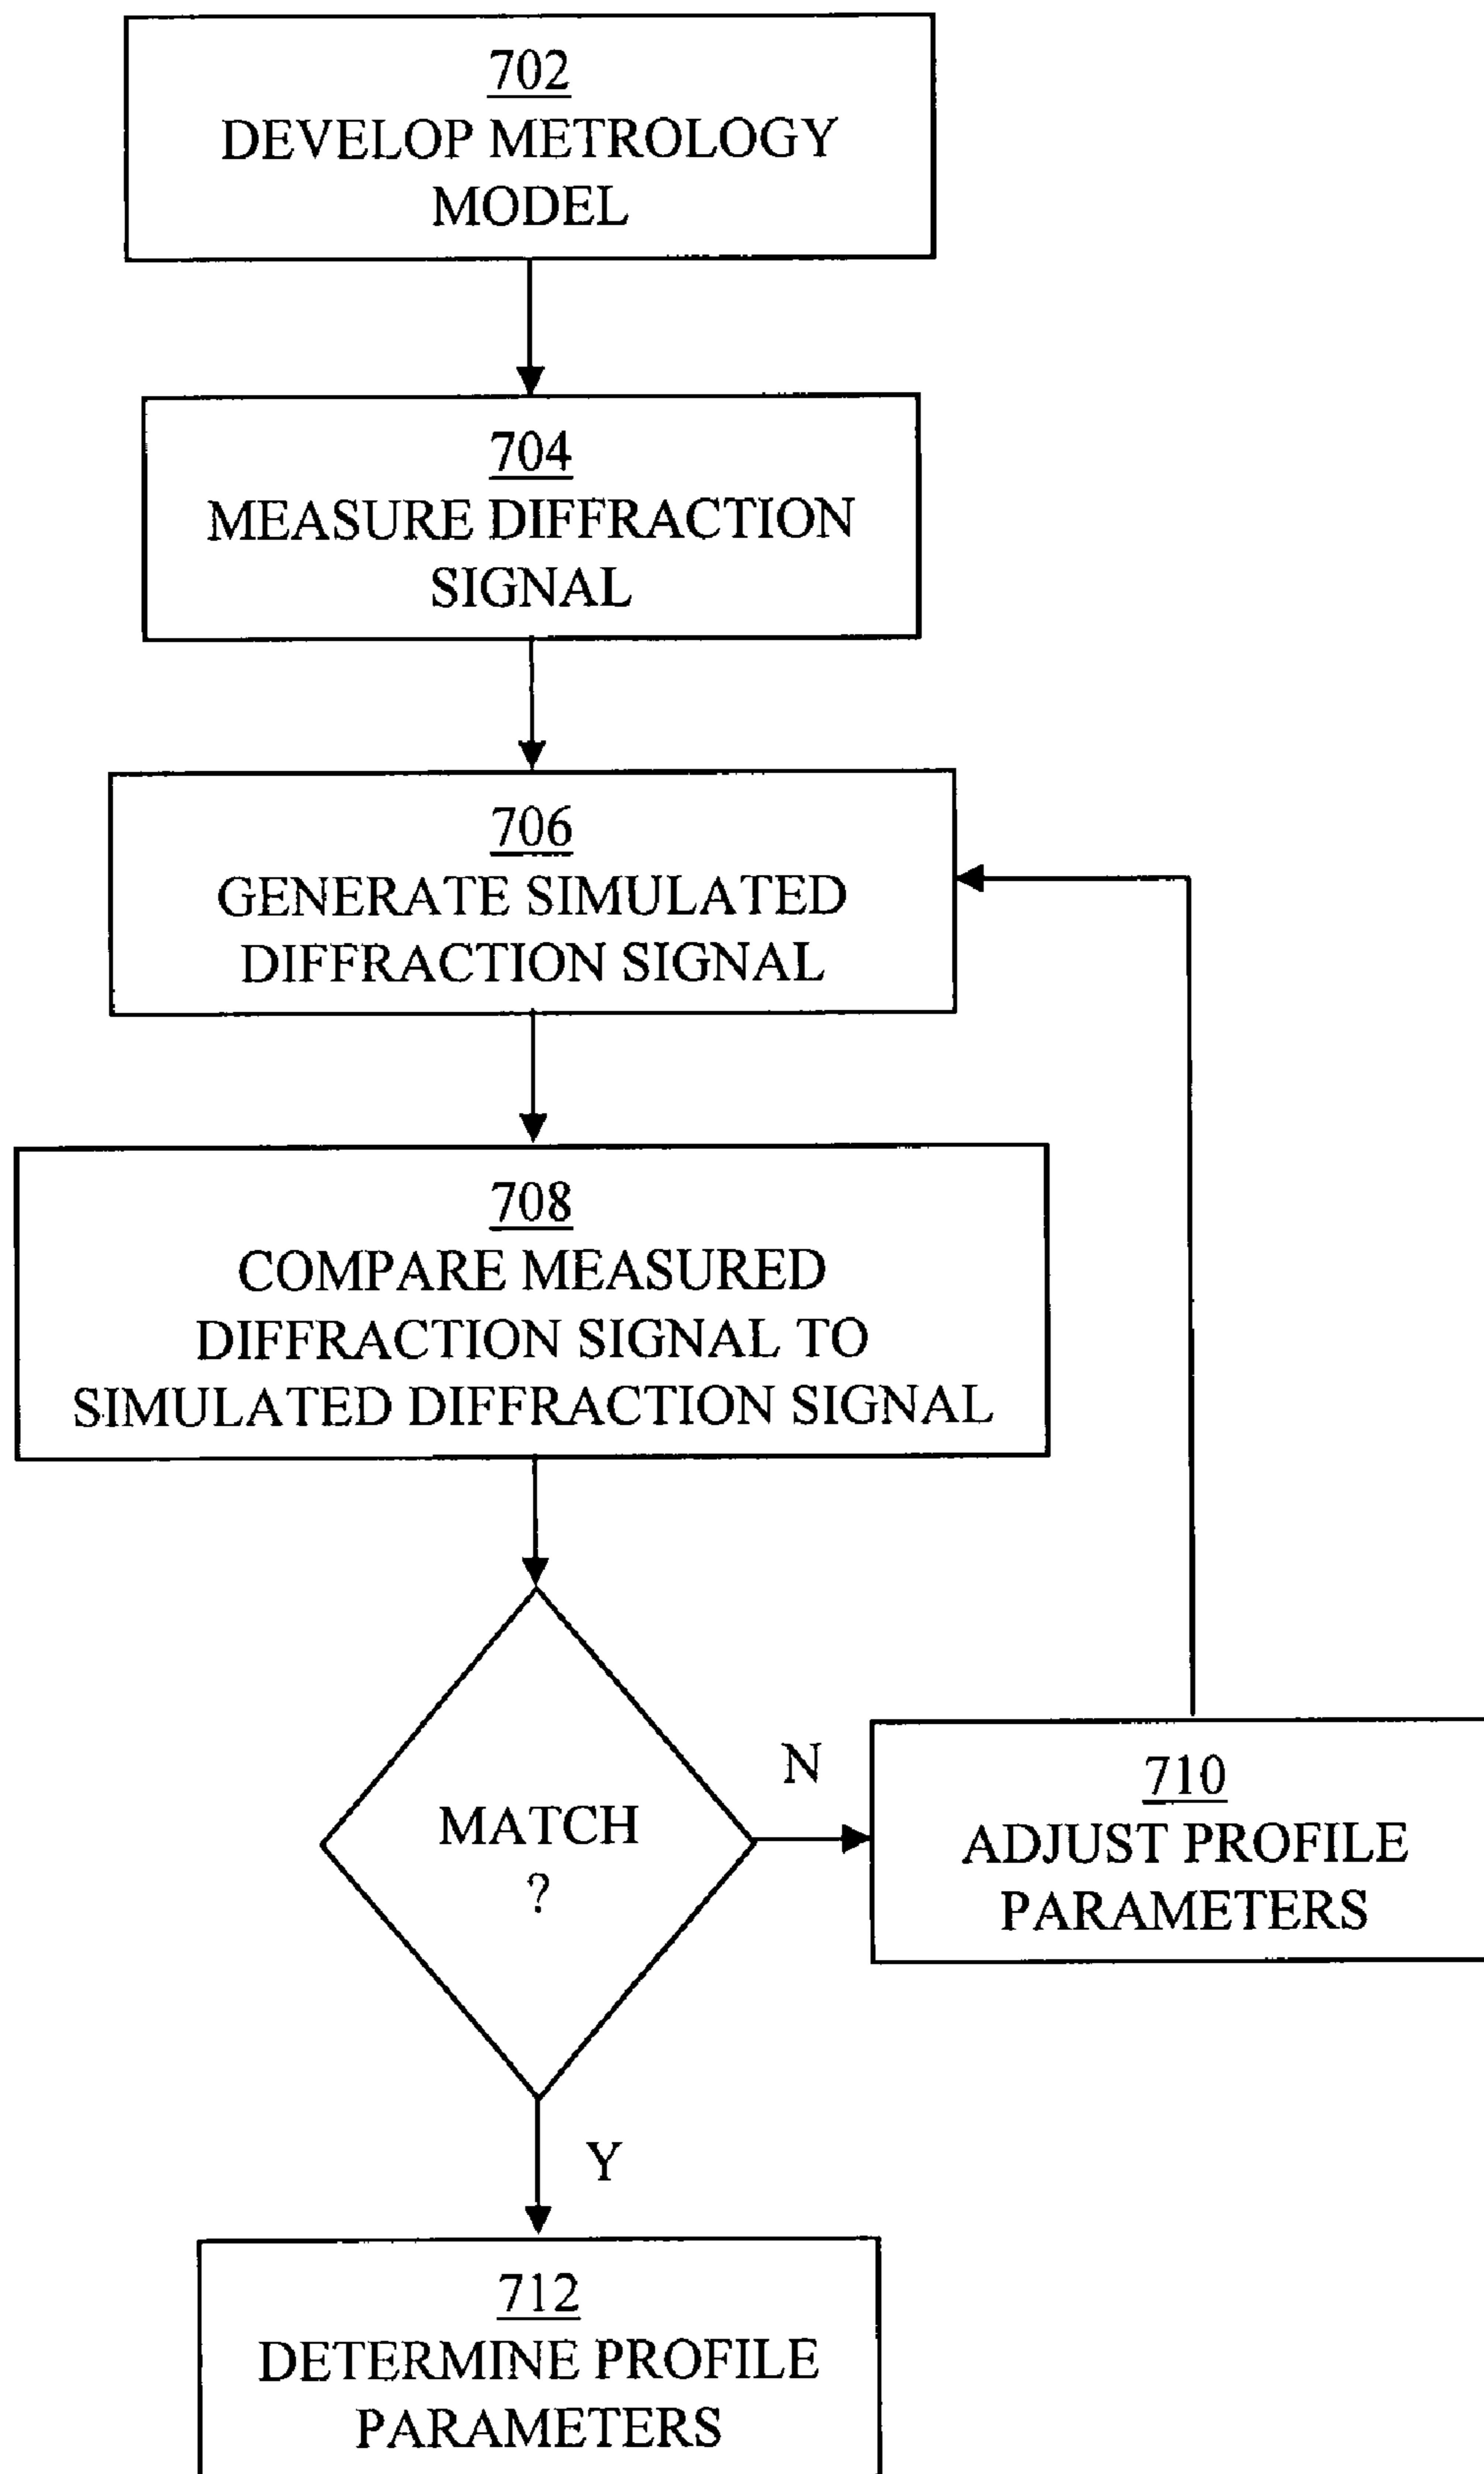 702
DEVELOP METROLOGY
MODEL
704
MEASURE DIFFRACTION
SIGNAL
706
GENERATE SIMULATED
DIFFRACTION SIGNAL
708
COMPARE MEASURED
DIFFRACTION SIGNAL TO
SIMULATED DIFFRACTION SIGNAL
MATCH
?
N
710
ADJUST PROFILE
PARAMETERS
Y
712
DETERMINE PROFILE
PARAMETERS